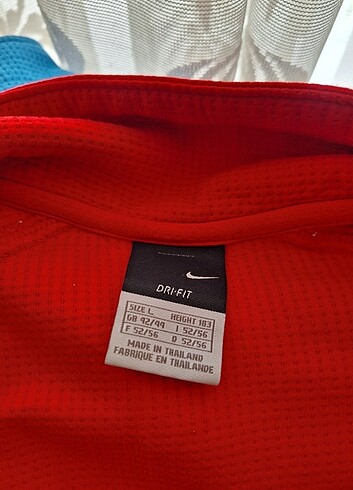 DRI-FIT
SIZE L HEIGHT 183
GB 42/44 I 52/56
F 52/56 D 52/56
MADE IN THAILAND
FABRIQUE EN THAILANDE